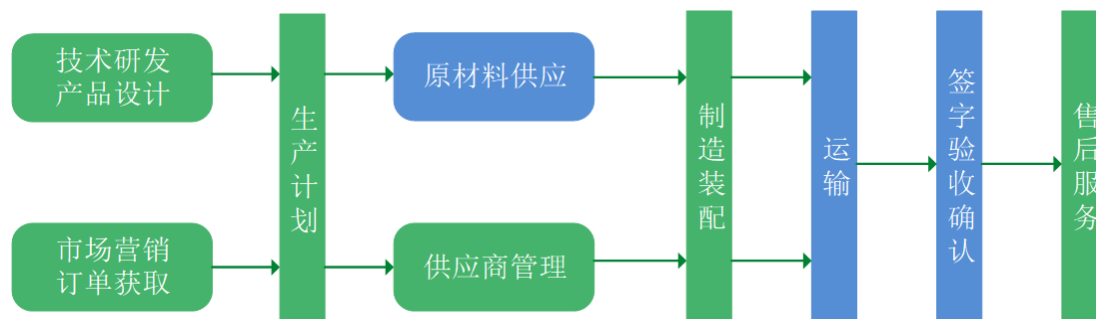 技术研发
产品设计
市场营销
订单获取
生产计划
原材料供应
供应商管理
制造装配
运输
签字验收确认
售后服务